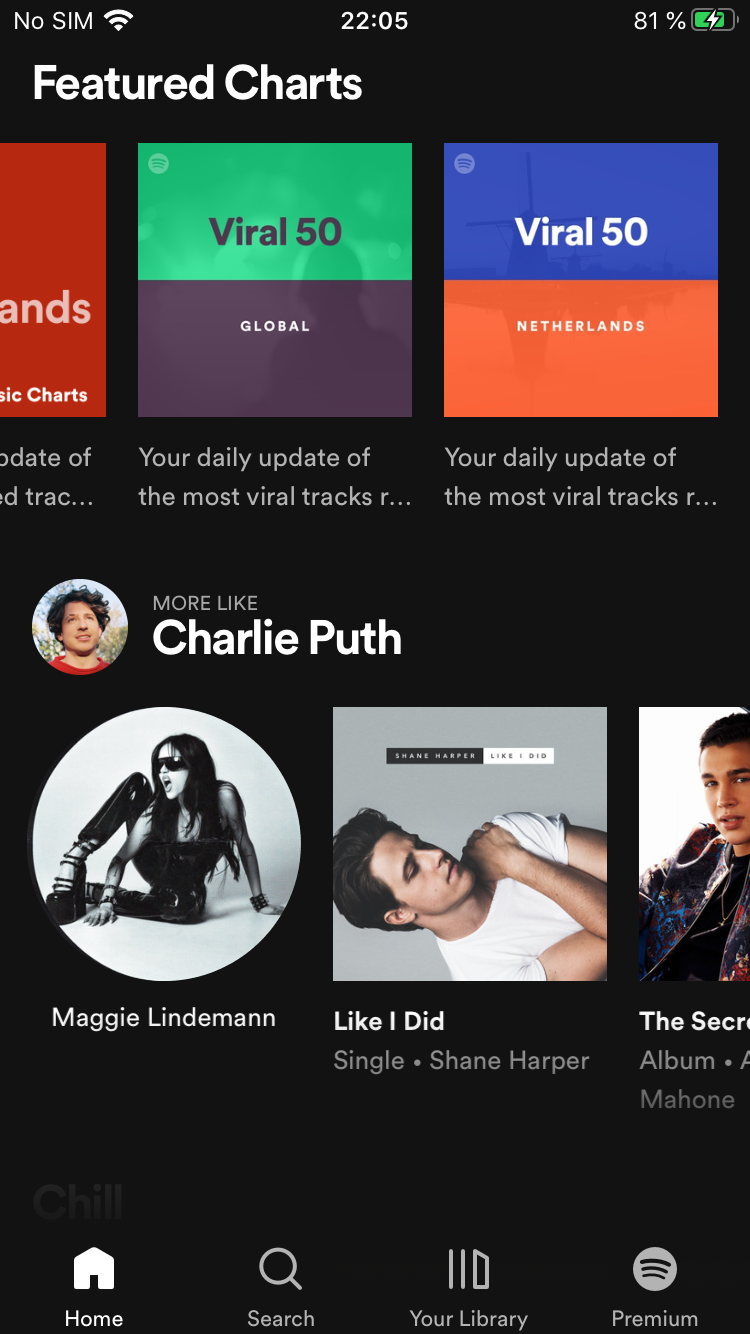 No SIM 22:05 81 %
Featured Charts
ands
sic Charts
Viral 50
GLOBAL
Viral 50
NETHERLANDS
date of
ed trac...
Your daily update of
the most viral tracks r...
Your daily update of
the most viral tracks r...
MORE LIKE
Charlie Puth
SHANE HARPER LIKE I DID
Maggie Lindemann
Like I Did
Single • Shane Harper
The Secre
Album • A
Mahone
Chill
Home Search Your Library Premium